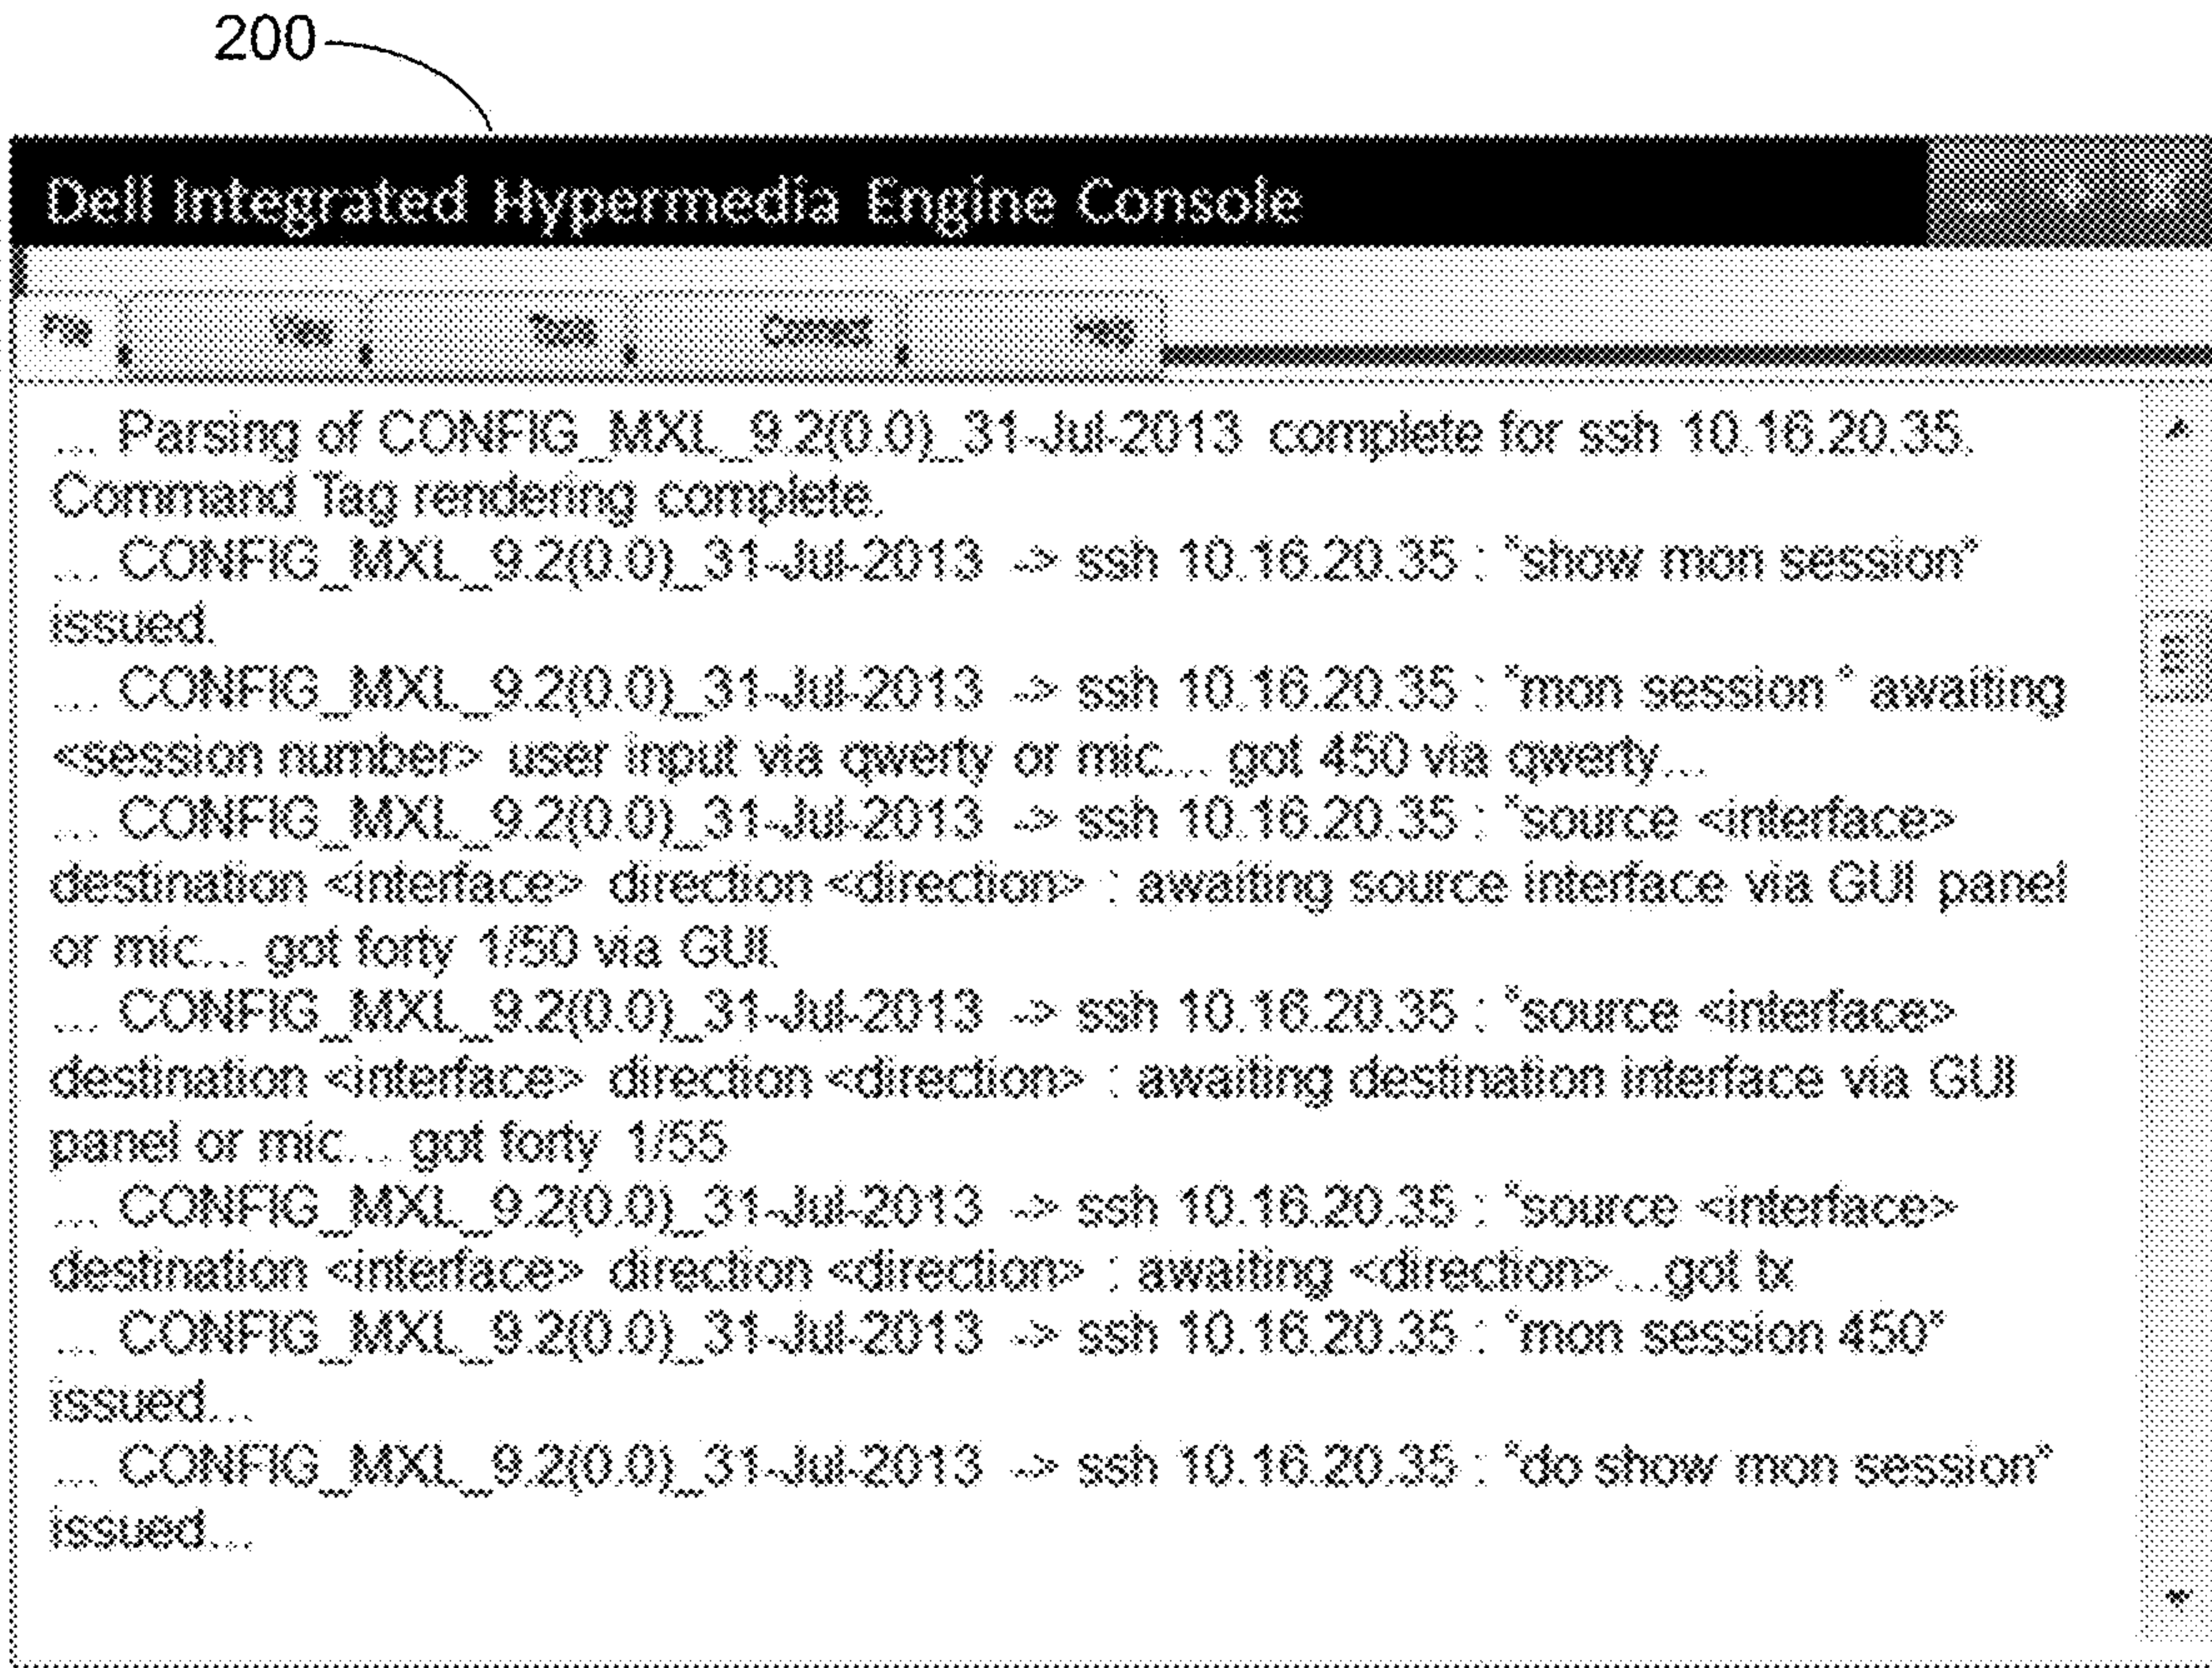 200
Dell Integrated Hypermedia Engine Console
File View Tools Connect Help
... Parsing of CONFIG_MXL_9.2(0.0)_31-Jul-2013 complete for ssh 10.16.20.35.
Command Tag rendering complete.
... CONFIG_MXL_9.2(0.0)_31-Jul-2013 -> ssh 10.16.20.35 : "show mon session"
issued.
... CONFIG_MXL_9.2(0.0)_31-Jul-2013 -> ssh 10.16.20.35 : "mon session " awaiting
<session number> user input via qwerty or mic... got 450 via qwerty...
... CONFIG_MXL_9.2(0.0)_31-Jul-2013 -> ssh 10.16.20.35 : "source <interface>
destination <interface> direction <direction> : awaiting source interface via GUI panel
or mic... got forty 1/50 via GUI.
... CONFIG_MXL_9.2(0.0)_31-Jul-2013 -> ssh 10.16.20.35 : "source <interface>
destination <interface> direction <direction> : awaiting destination interface via GUI
panel or mic... got forty 1/55
... CONFIG_MXL_9.2(0.0)_31-Jul-2013 -> ssh 10.16.20.35 : "source <interface>
destination <interface> direction <direction> : awaiting <direction>...got tx
... CONFIG_MXL_9.2(0.0)_31-Jul-2013 -> ssh 10.16.20.35 : "mon session 450"
issued...
... CONFIG_MXL_9.2(0.0)_31-Jul-2013 -> ssh 10.16.20.35 : "do show mon session"
issued...